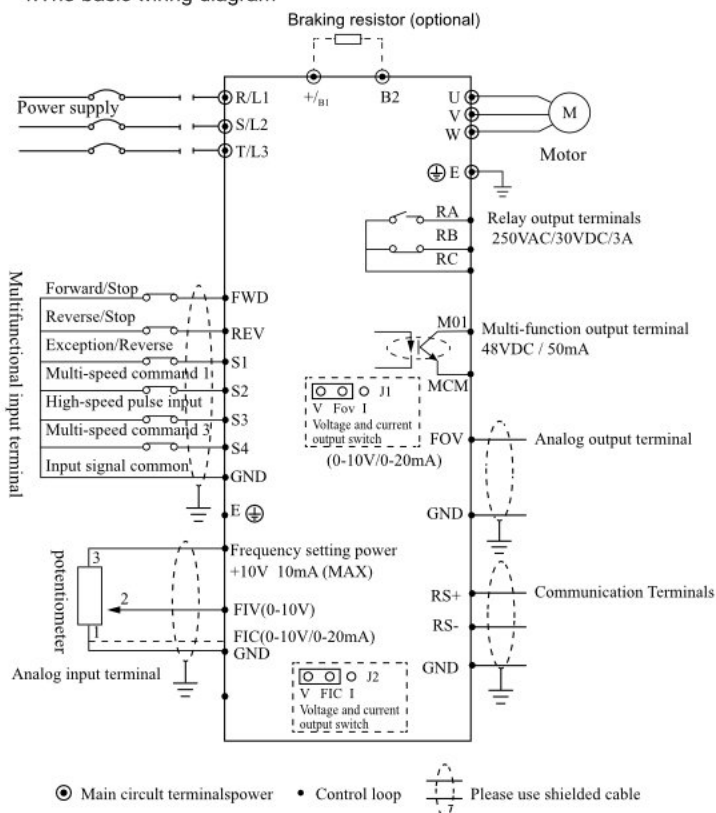 Braking resistor (optional)
+/B1
B2
Power supply
R/L1
S/L2
T/L3
U
V
W
M
Motor
E
RA
RB
RC
Relay output terminals
250VAC/30VDC/3A
Multifunctional input terminal
Forward/Stop
FWD
Reverse/Stop
REV
Exception/Reverse
S1
Multi-speed command 1
S2
High-speed pulse input
S3
Multi-speed command 3
S4
Input signal common
GND
E
M01
MCM
Multi-function output terminal
48VDC / 50mA
J1
V Fov I
Voltage and current
output switch
(0-10V/0-20mA)
FOV
Analog output terminal
GND
potentiometer
3
2
1
Frequency setting power
+10V 10mA (MAX)
FIV(0-10V)
FIC(0-10V/0-20mA)
GND
Analog input terminal
RS+
RS-
Communication Terminals
GND
J2
V FIC I
Voltage and current
output switch
Main circuit terminalspower
Control loop
7
Please use shielded cable